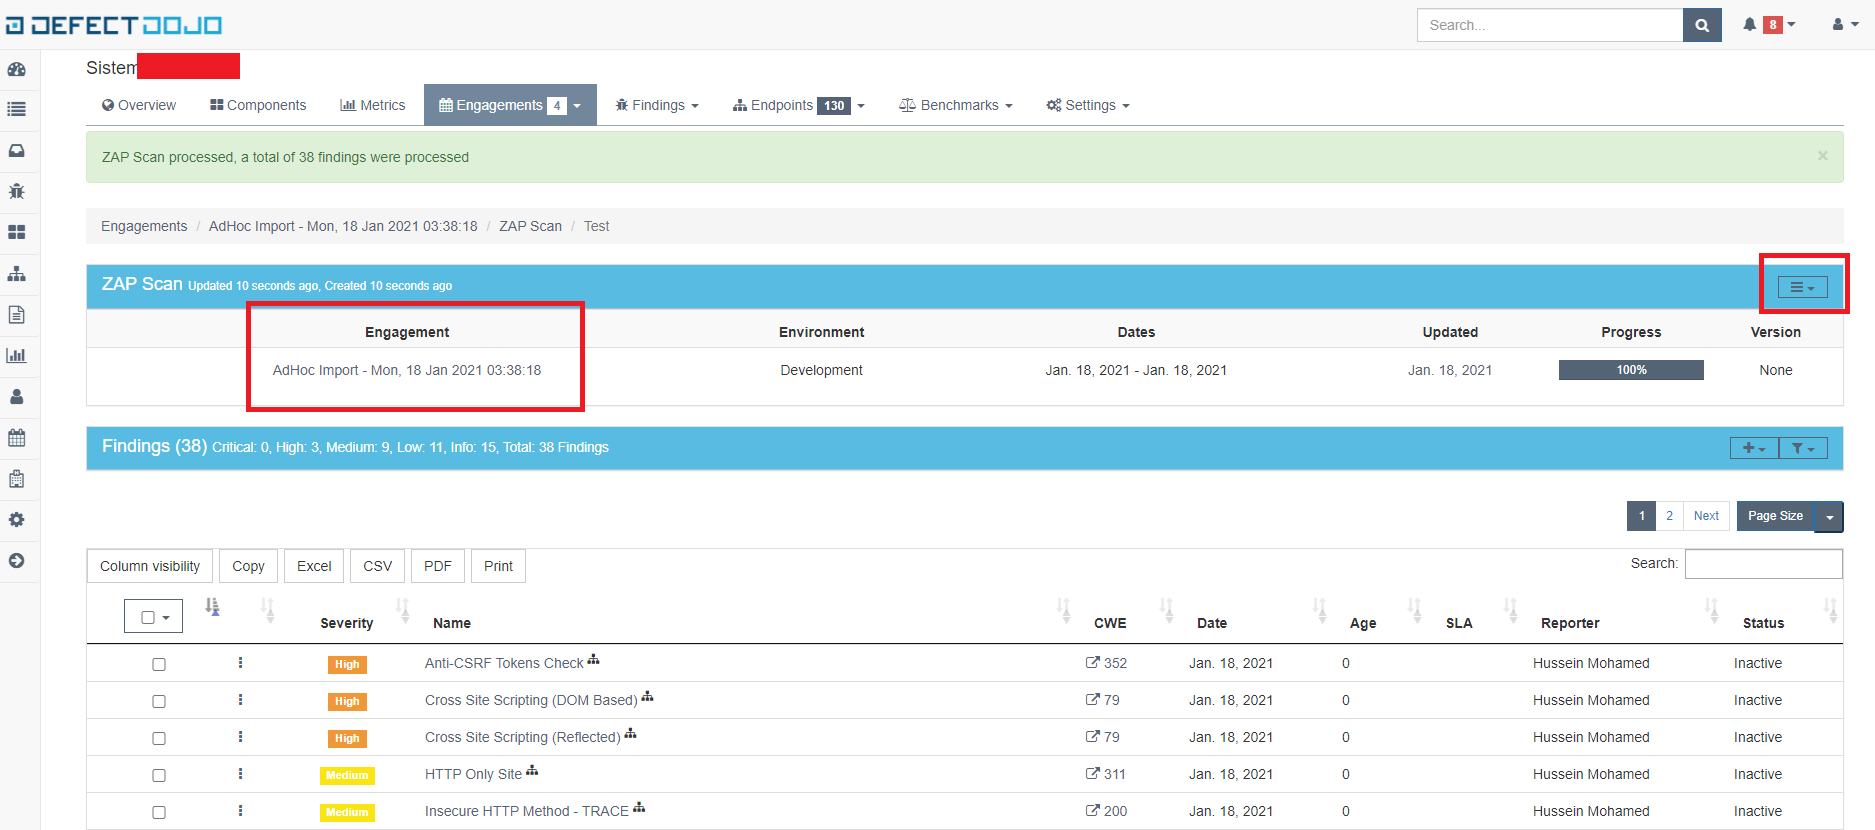 DEFECTDOJO
Search...
8
Sistem
Overview Components Metrics Engagements 4 Findings Endpoints 130 Benchmarks Settings
ZAP Scan processed, a total of 38 findings were processed
×
Engagements / AdHoc Import - Mon, 18 Jan 2021 03:38:18 / ZAP Scan / Test
ZAP Scan Updated 10 seconds ago, Created 10 seconds ago
Engagement Environment Dates Updated Progress Version
AdHoc Import - Mon, 18 Jan 2021 03:38:18 Development Jan. 18, 2021 - Jan. 18, 2021 Jan. 18, 2021 100% None
Findings (38) Critical: 0, High: 3, Medium: 9, Low: 11, Info: 15, Total: 38 Findings
1 2 Next Page Size
Column visibility Copy Excel CSV PDF Print Search:
Severity Name CWE Date Age SLA Reporter Status
High Anti-CSRF Tokens Check 352 Jan. 18, 2021 0 Hussein Mohamed Inactive
High Cross Site Scripting (DOM Based) 79 Jan. 18, 2021 0 Hussein Mohamed Inactive
High Cross Site Scripting (Reflected) 79 Jan. 18, 2021 0 Hussein Mohamed Inactive
Medium HTTP Only Site 311 Jan. 18, 2021 0 Hussein Mohamed Inactive
Medium Insecure HTTP Method - TRACE 200 Jan. 18, 2021 0 Hussein Mohamed Inactive